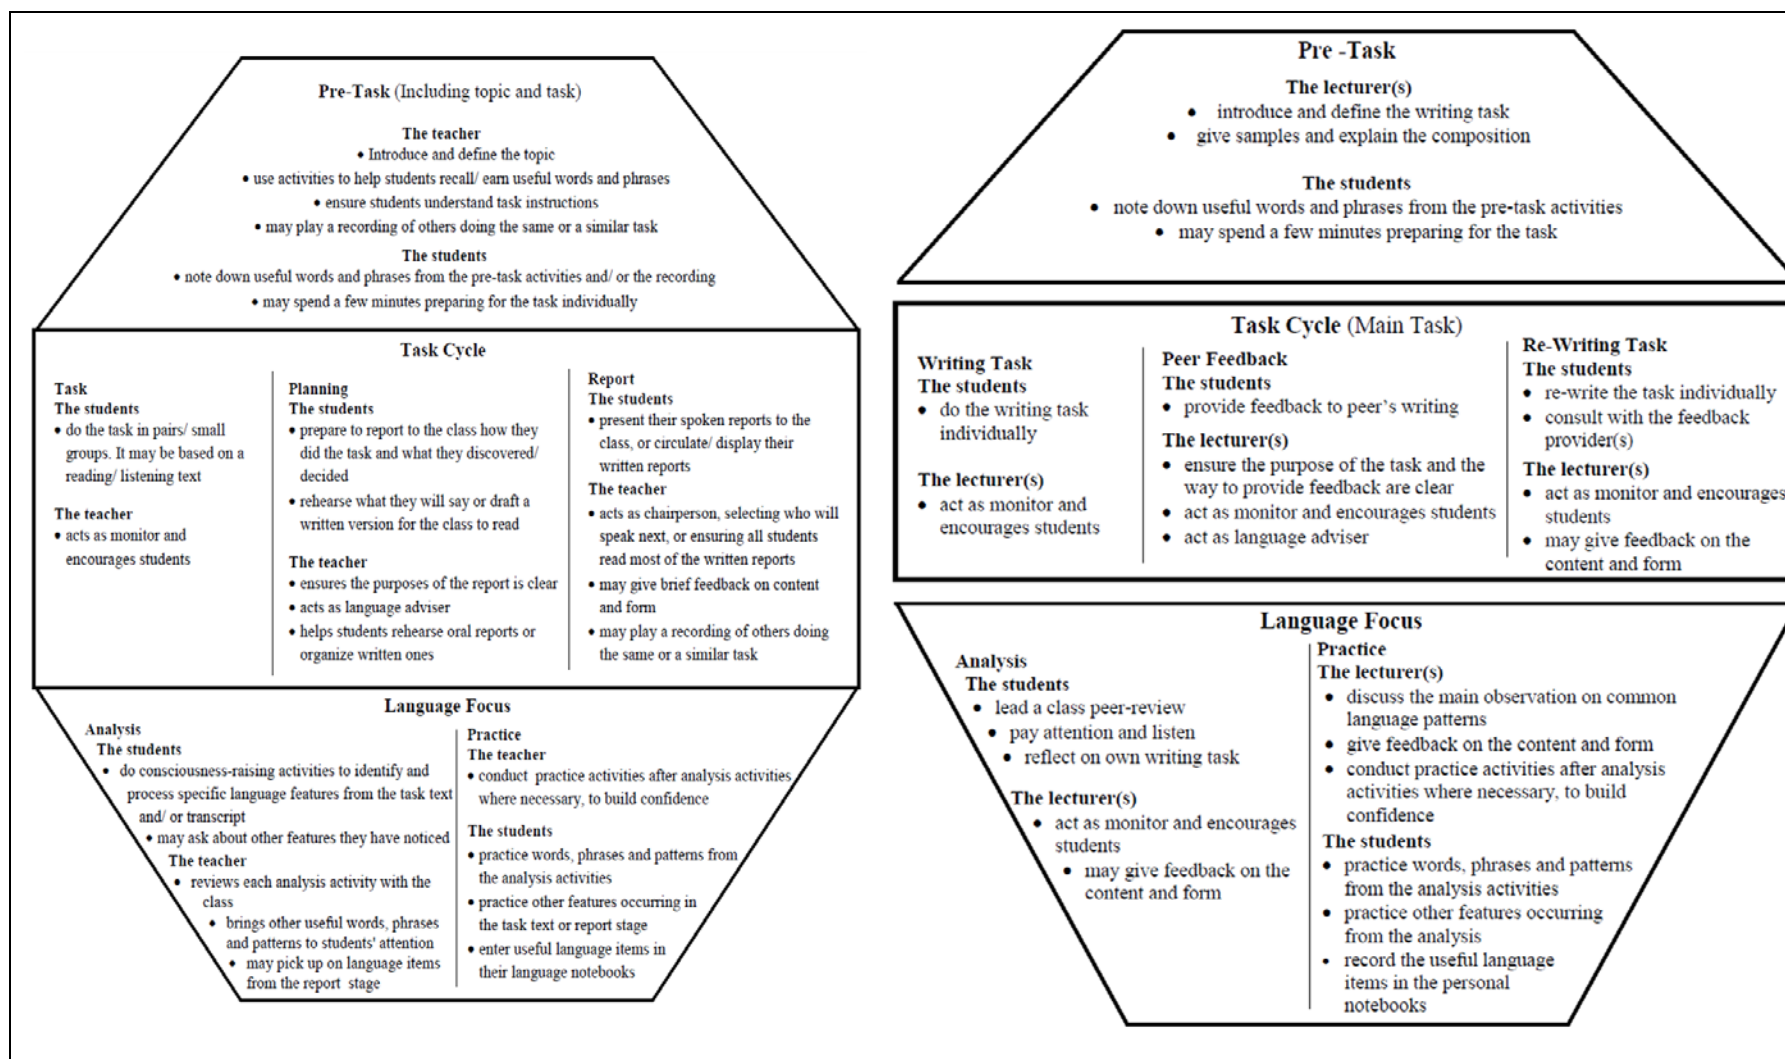 Pre-Task (Including topic and task)
The teacher
♦ Introduce and define the topic
♦ use activities to help students recall/ earn useful words and phrases
♦ ensure students understand task instructions
♦ may play a recording of others doing the same or a similar task
The students
♦ note down useful words and phrases from the pre-task activities and/ or the recording
♦ may spend a few minutes preparing for the task individually
Task Cycle
Task
The students
♦ do the task in pairs/ small
groups. It may be based on a
reading/ listening text
The teacher
♦ acts as monitor and
encourages students
Planning
The students
♦ prepare to report to the class how they
did the task and what they discovered/
decided
♦ rehearse what they will say or draft a
written version for the class to read
The teacher
♦ ensures the purposes of the report is clear
♦ acts as language adviser
♦ helps students rehearse oral reports or
organize written ones
Report
The students
♦ present their spoken reports to the
class, or circulate/ display their
written reports
The teacher
♦ acts as chairperson, selecting who will
speak next, or ensuring all students
read most of the written reports
♦ may give brief feedback on content
and form
♦ may play a recording of others doing
the same or a similar task
Language Focus
Analysis
The students
♦ do consciousness-raising activities to identify and
process specific language features from the task text
and/ or transcript
♦ may ask about other features they have noticed
The teacher
♦ reviews each analysis activity with the
class
♦ brings other useful words, phrases
and patterns to students' attention
♦ may pick up on language items
from the report stage
Practice
The teacher
♦ conduct practice activities after analysis activities
where necessary, to build confidence
The students
♦ practice words, phrases and patterns from
the analysis activities
♦ practice other features occurring in
the task text or report stage
♦ enter useful language items in
their language notebooks
Pre -Task
The lecturer(s)
• introduce and define the writing task
• give samples and explain the composition
The students
• note down useful words and phrases from the pre-task activities
• may spend a few minutes preparing for the task
Task Cycle (Main Task)
Writing Task
The students
• do the writing task
individually
The lecturer(s)
• act as monitor and
encourages students
Peer Feedback
The students
• provide feedback to peer's writing
The lecturer(s)
• ensure the purpose of the task and the
way to provide feedback are clear
• act as monitor and encourages students
• act as language adviser
Re-Writing Task
The students
• re-write the task individually
• consult with the feedback
provider(s)
The lecturer(s)
• act as monitor and encourages
students
• may give feedback on the
content and form
Language Focus
Analysis
The students
• lead a class peer-review
• pay attention and listen
• reflect on own writing task
The lecturer(s)
• act as monitor and encourages
students
• may give feedback on the
content and form
Practice
The lecturer(s)
• discuss the main observation on common
language patterns
• give feedback on the content and form
• conduct practice activities after analysis
activities where necessary, to build
confidence
The students
• practice words, phrases and patterns
from the analysis activities
• practice other features occurring
from the analysis
• record the useful language
items in the personal
notebooks